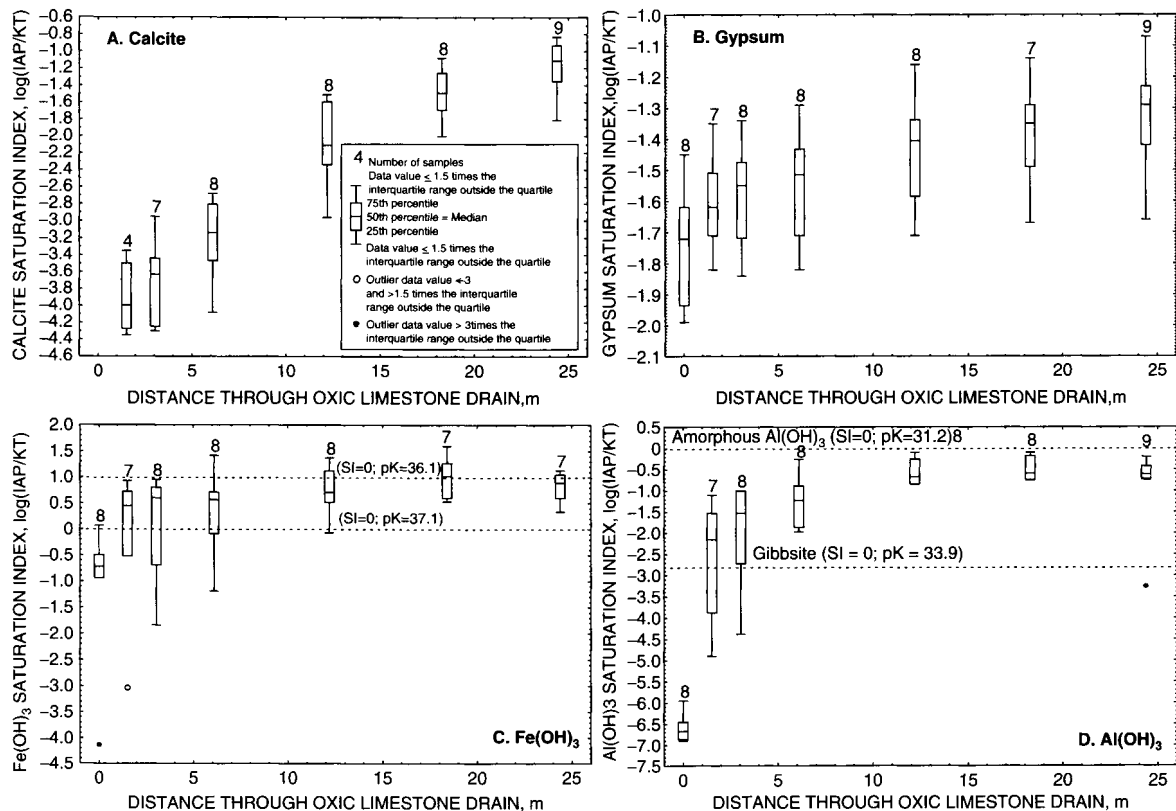 A. Calcite
CALCITE SATURATION INDEX, log(IAP/KT)
−0.6
−0.8
−1.0
−1.2
−1.4
−1.6
−1.8
−2.0
−2.2
−2.4
−2.6
−2.8
−3.0
−3.2
−3.4
−3.6
−3.8
−4.0
−4.2
−4.4
−4.6
4
7
8
8
8
9
4 Number of samples
Data value ≤ 1.5 times the
interquartile range outside the quartile
75th percentile
50th percentile = Median
25th percentile
Data value ≤ 1.5 times the
interquartile range outside the quartile
Outlier data value <3
and >1.5 times the interquartile
range outside the quartile
Outlier data value > 3times the
interquartile range outside the quartile
0 5 10 15 20 25
DISTANCE THROUGH OXIC LIMESTONE DRAIN,m
B. Gypsum
GYPSUM SATURATION INDEX, log(IAP/KT)
−1.0
−1.1
−1.2
−1.3
−1.4
−1.5
−1.6
−1.7
−1.8
−1.9
−2.0
−2.1
8
7
8
8
8
7
9
0 5 10 15 20 25
DISTANCE THROUGH OXIC LIMESTONE DRAIN,m
Fe(OH)3 SATURATION INDEX, log(IAP/KT)
2.0
1.5
1.0
0.5
0
−0.5
−1.0
−1.5
−2.0
−2.5
−3.0
−3.5
−4.0
−4.5
8
7
8
8
8
7
7
(SI=0; pK=36.1)
(SI=0; pK=37.1)
C. Fe(OH)3
0 5 10 15 20 25
DISTANCE THROUGH OXIC LIMESTONE DRAIN, m
Al(OH)3 SATURATION INDEX, log(IAP/KT)
0.5
−0.0
−0.5
−1.0
−1.5
−2.0
−2.5
−3.0
−3.5
−4.0
−4.5
−5.0
−5.5
−6.0
−6.5
−7.0
−7.5
Amorphous Al(OH)3 (SI=0; pK=31.2)8
8
9
8
7
8
8
Gibbsite (SI = 0; pK = 33.9)
D. Al(OH)3
0 5 10 15 20 25
DISTANCE THROUGH OXIC LIMESTONE DRAIN, m